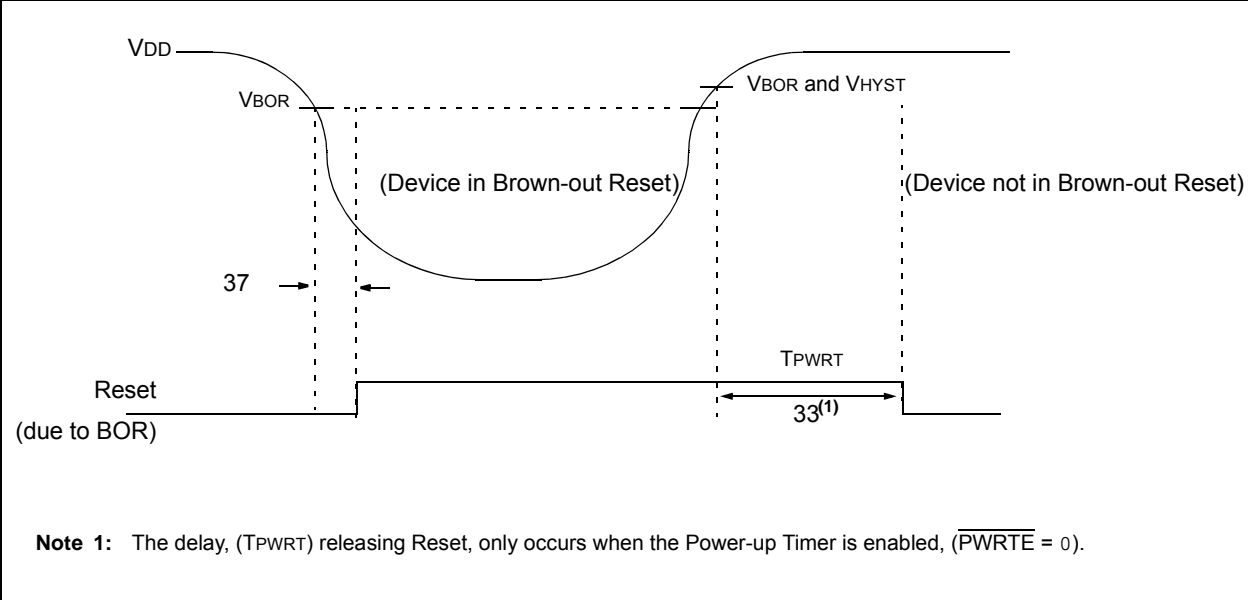 VDD
VBOR and VHYST
VBOR
(Device in Brown-out Reset)
(Device not in Brown-out Reset)
37
TPWRT
Reset
33(1)
(due to BOR)
Note 1: The delay, (TPWRT) releasing Reset, only occurs when the Power-up Timer is enabled, (P̅W̅R̅T̅E̅ = 0).